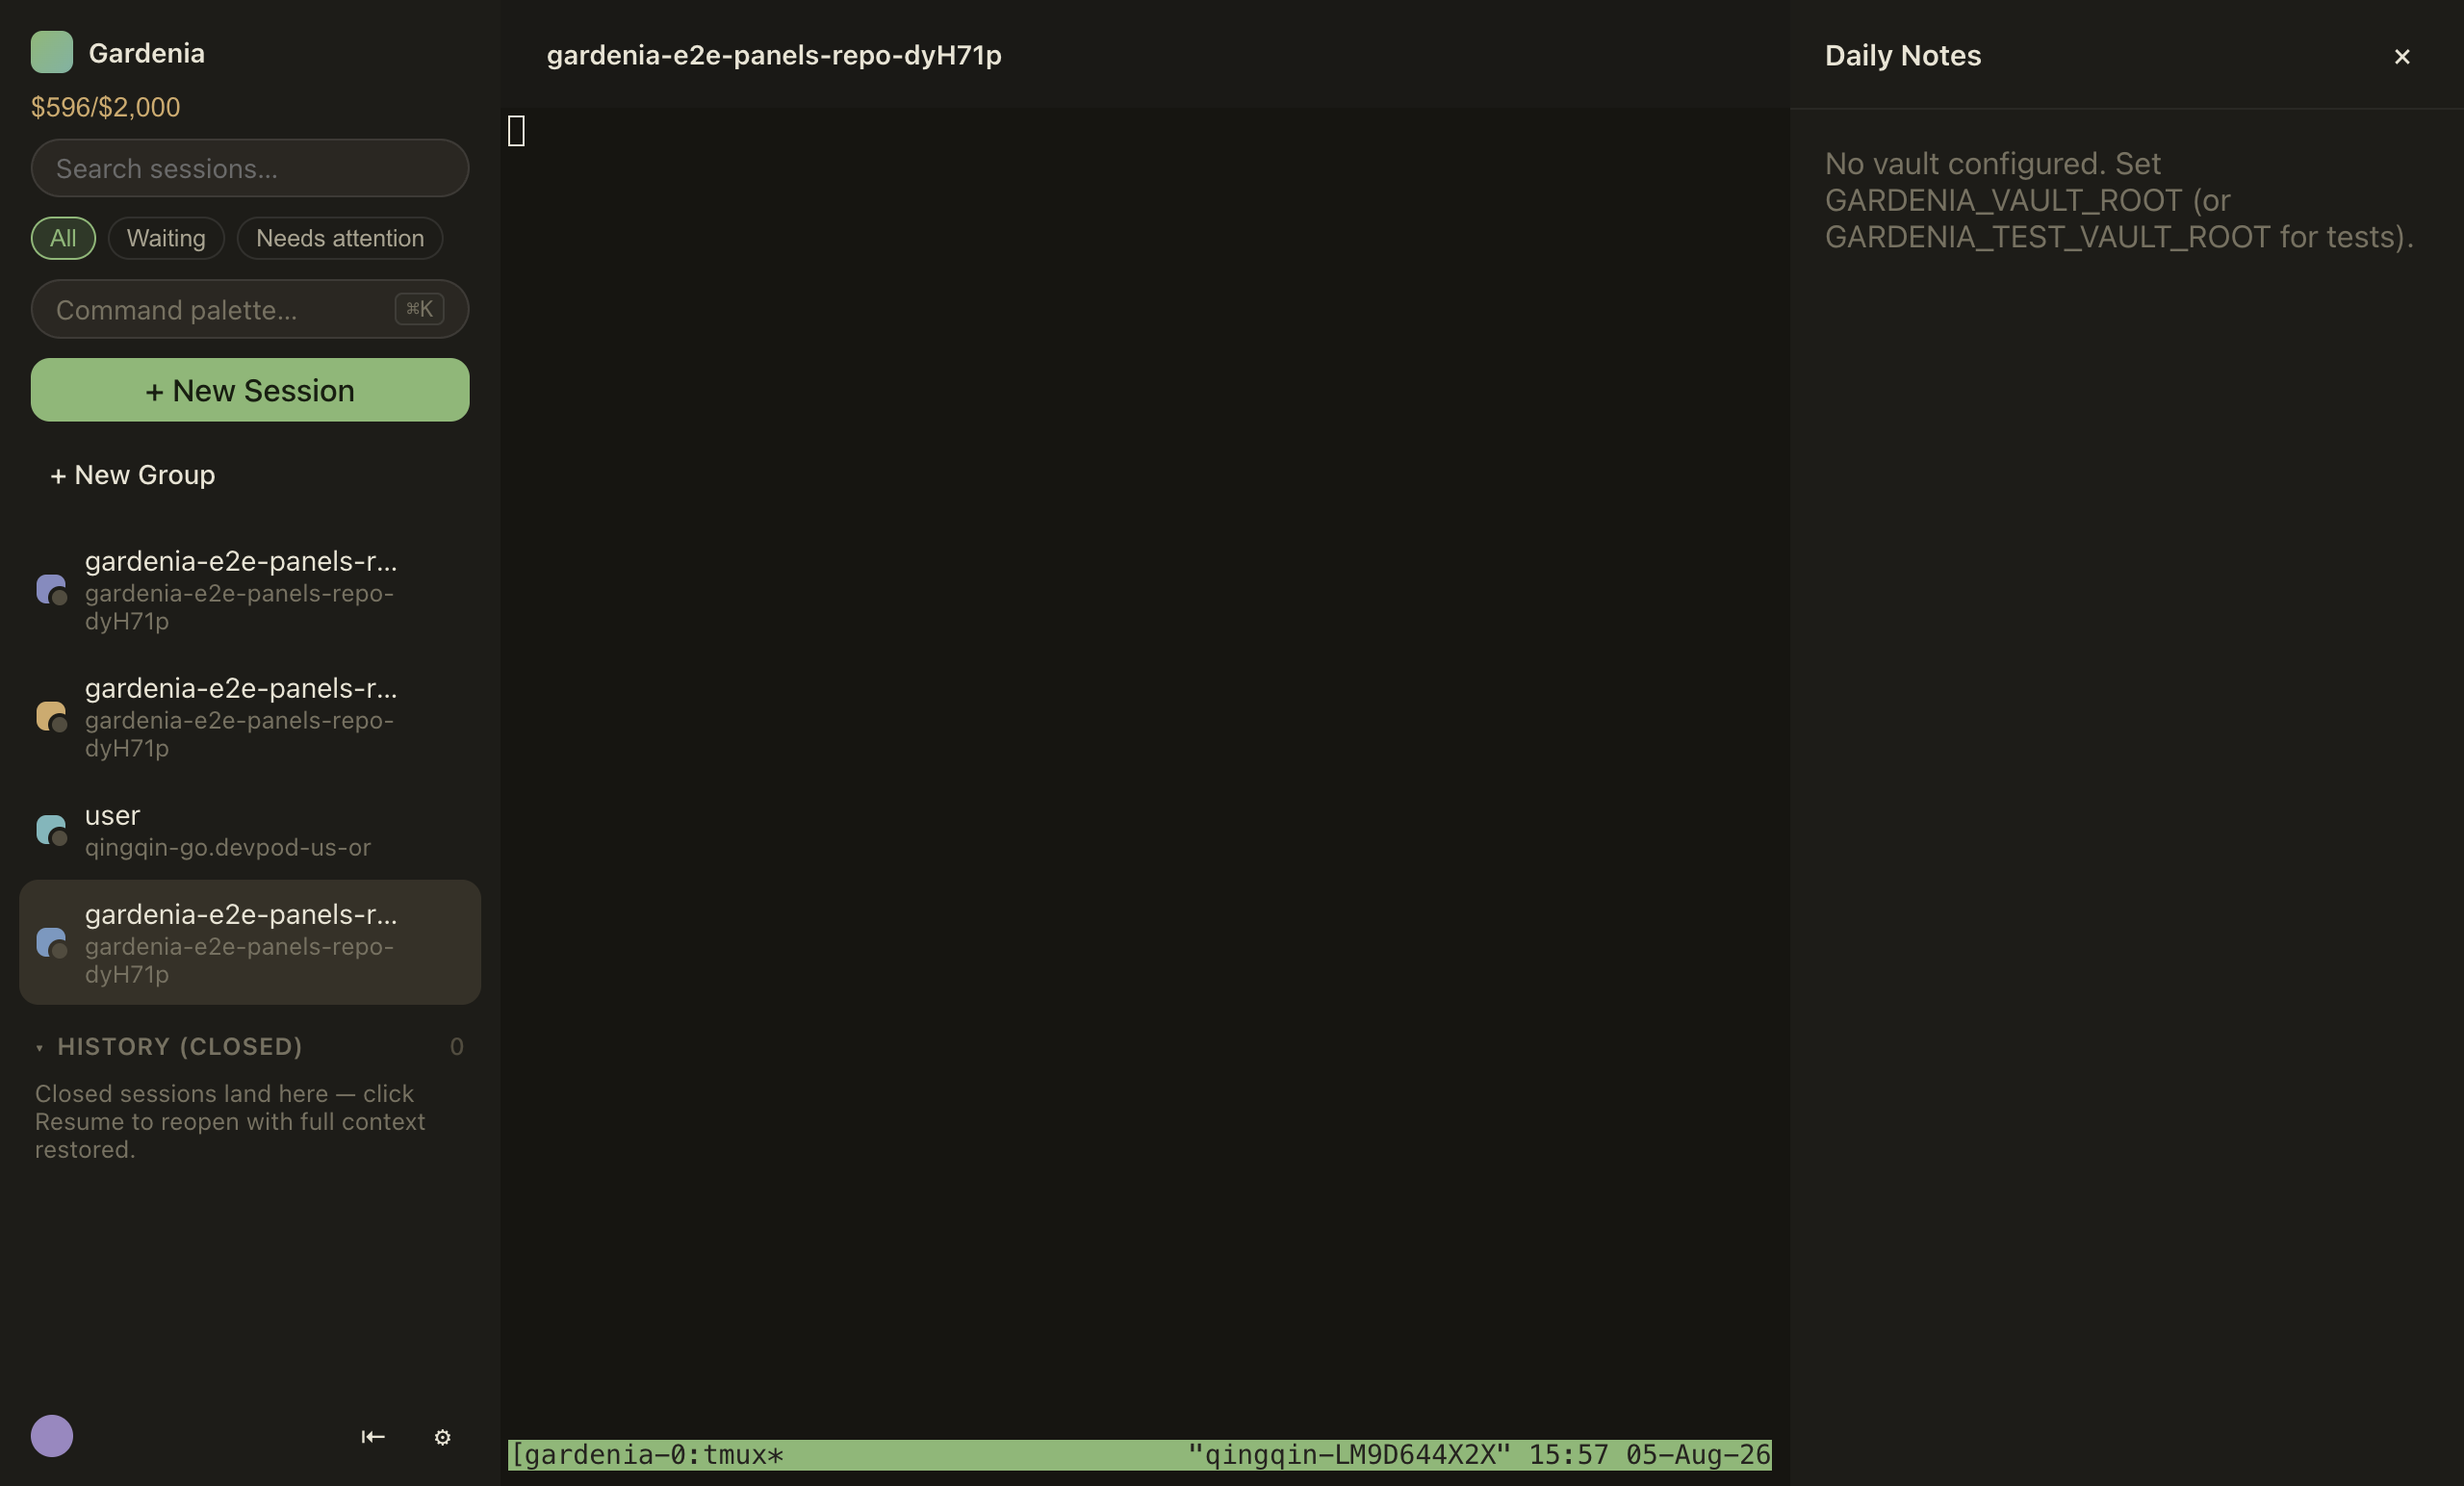 Gardenia
$596/$2,000
Search sessions...
All
Waiting
Needs attention
Command palette...
⌘K
+ New Session
+ New Group
gardenia-e2e-panels-r...
gardenia-e2e-panels-repo-
dyH71p
gardenia-e2e-panels-r...
gardenia-e2e-panels-repo-
dyH71p
user
qingqin-go.devpod-us-or
gardenia-e2e-panels-r...
gardenia-e2e-panels-repo-
dyH71p
HISTORY (CLOSED)
0
Closed sessions land here — click
Resume to reopen with full context
restored.
gardenia-e2e-panels-repo-dyH71p
[gardenia-0:tmux*
"qingqin-LM9D644X2X" 15:57 05-Aug-26
Daily Notes
×
No vault configured. Set
GARDENIA_VAULT_ROOT (or
GARDENIA_TEST_VAULT_ROOT for tests).